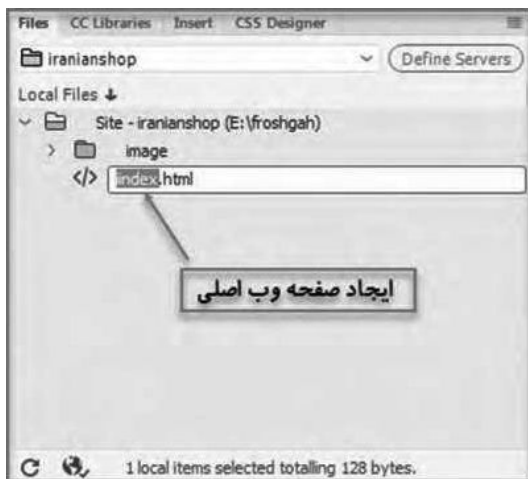 Files CC Libraries Insert CSS Designer
iranianshop Define Servers
Local Files
Site - iranianshop (E:\froshgah)
image
index.html
ایجاد صفحه وب اصلی
1 local items selected totalling 128 bytes.